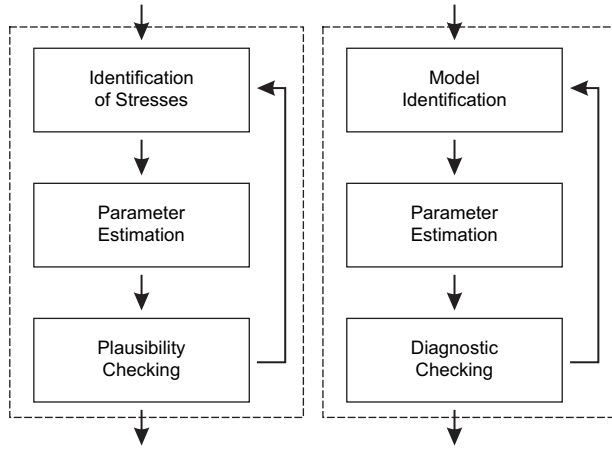 Identification
of Stresses
Parameter
Estimation
Plausibility
Checking
Model
Identification
Parameter
Estimation
Diagnostic
Checking